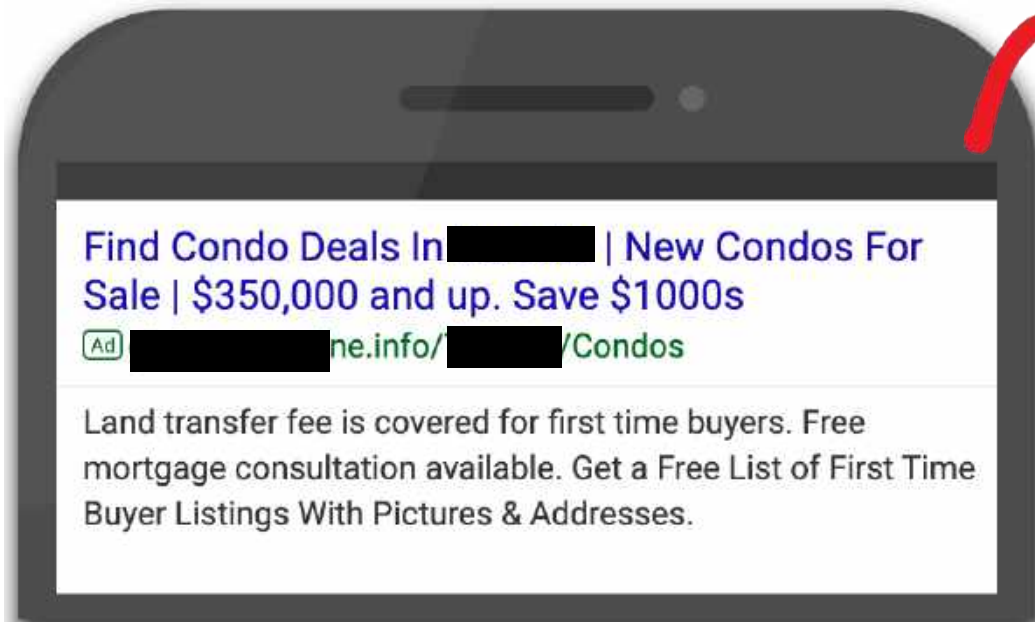 Find Condo Deals In | New Condos For
Sale | $350,000 and up. Save $1000s
Ad ne.info/ /Condos
Land transfer fee is covered for first time buyers. Free
mortgage consultation available. Get a Free List of First Time
Buyer Listings With Pictures & Addresses.